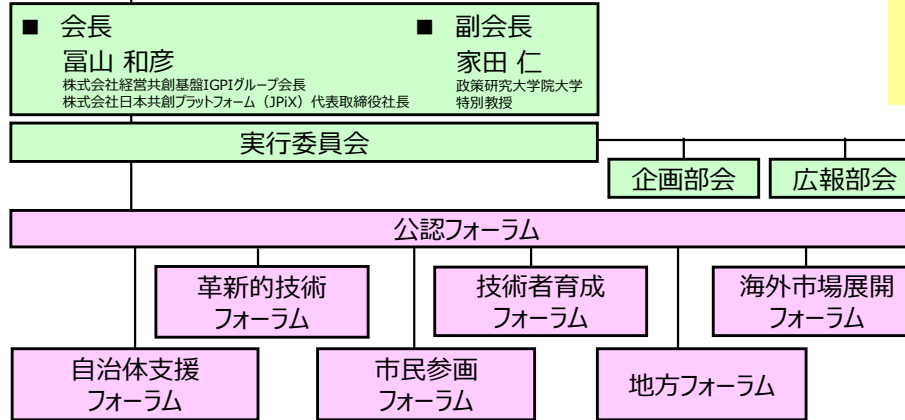 ■ 会長
冨山 和彦
株式会社経営共創基盤IGPIグループ会長
株式会社日本共創プラットフォーム（JPiX）代表取締役社長
■ 副会長
家田 仁
政策研究大学院大学
特別教授
実行委員会
企画部会
広報部会
公認フォーラム
革新的技術
フォーラム
技術者育成
フォーラム
海外市場展開
フォーラム
自治体支援
フォーラム
市民参画
フォーラム
地方フォーラム